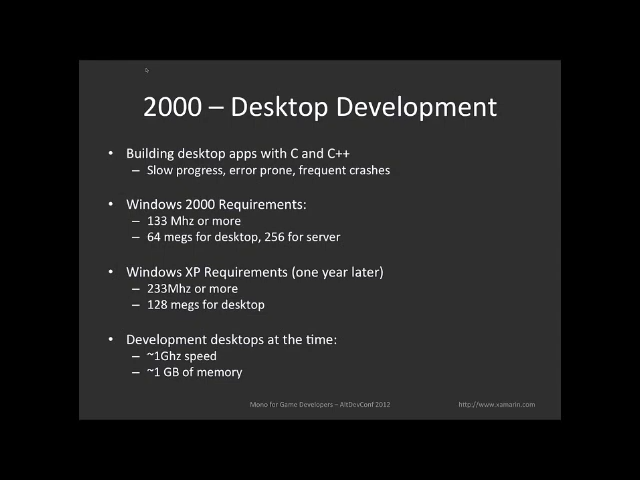 2000 – Desktop Development
• Building desktop apps with C and C++
– Slow progress, error prone, frequent crashes
• Windows 2000 Requirements:
– 133 Mhz or more
– 64 megs for desktop, 256 for server
• Windows XP Requirements (one year later)
– 233Mhz or more
– 128 megs for desktop
• Development desktops at the time:
– ~1Ghz speed
– ~1 GB of memory
Mono for Game Developers – AltDevConf 2012
http://www.xamarin.com